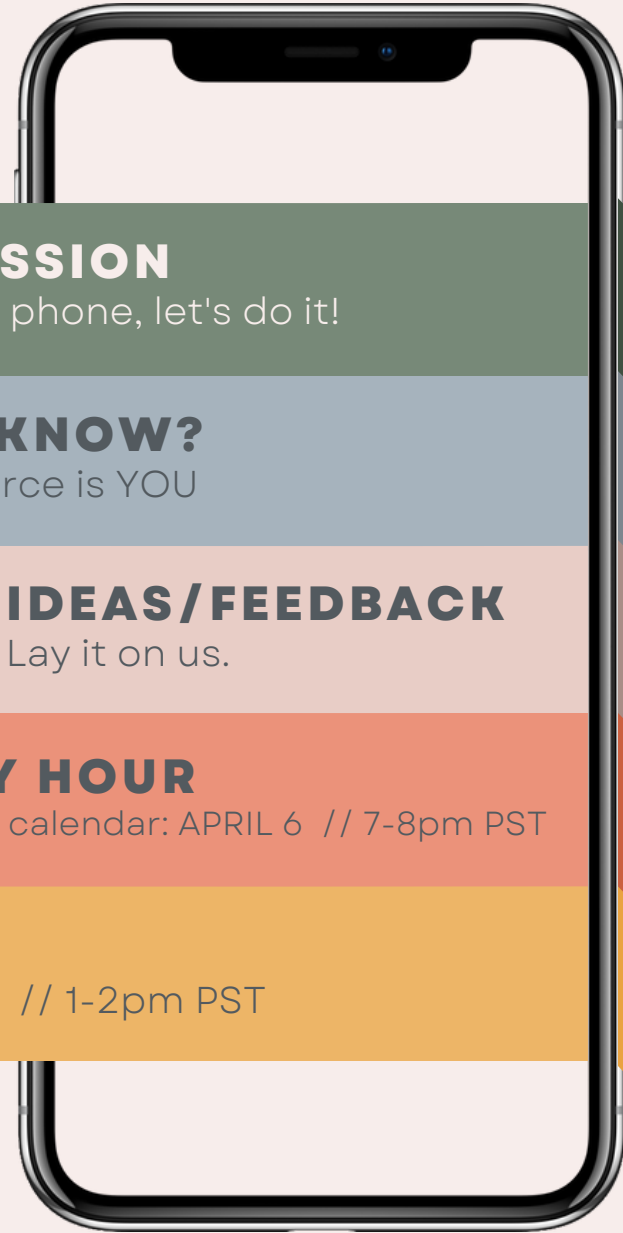 SSION
phone, let's do it!
KNOW?
rce is YOU
IDEAS/FEEDBACK
Lay it on us.
Y HOUR
calendar: APRIL 6 // 7-8pm PST
// 1-2pm PST